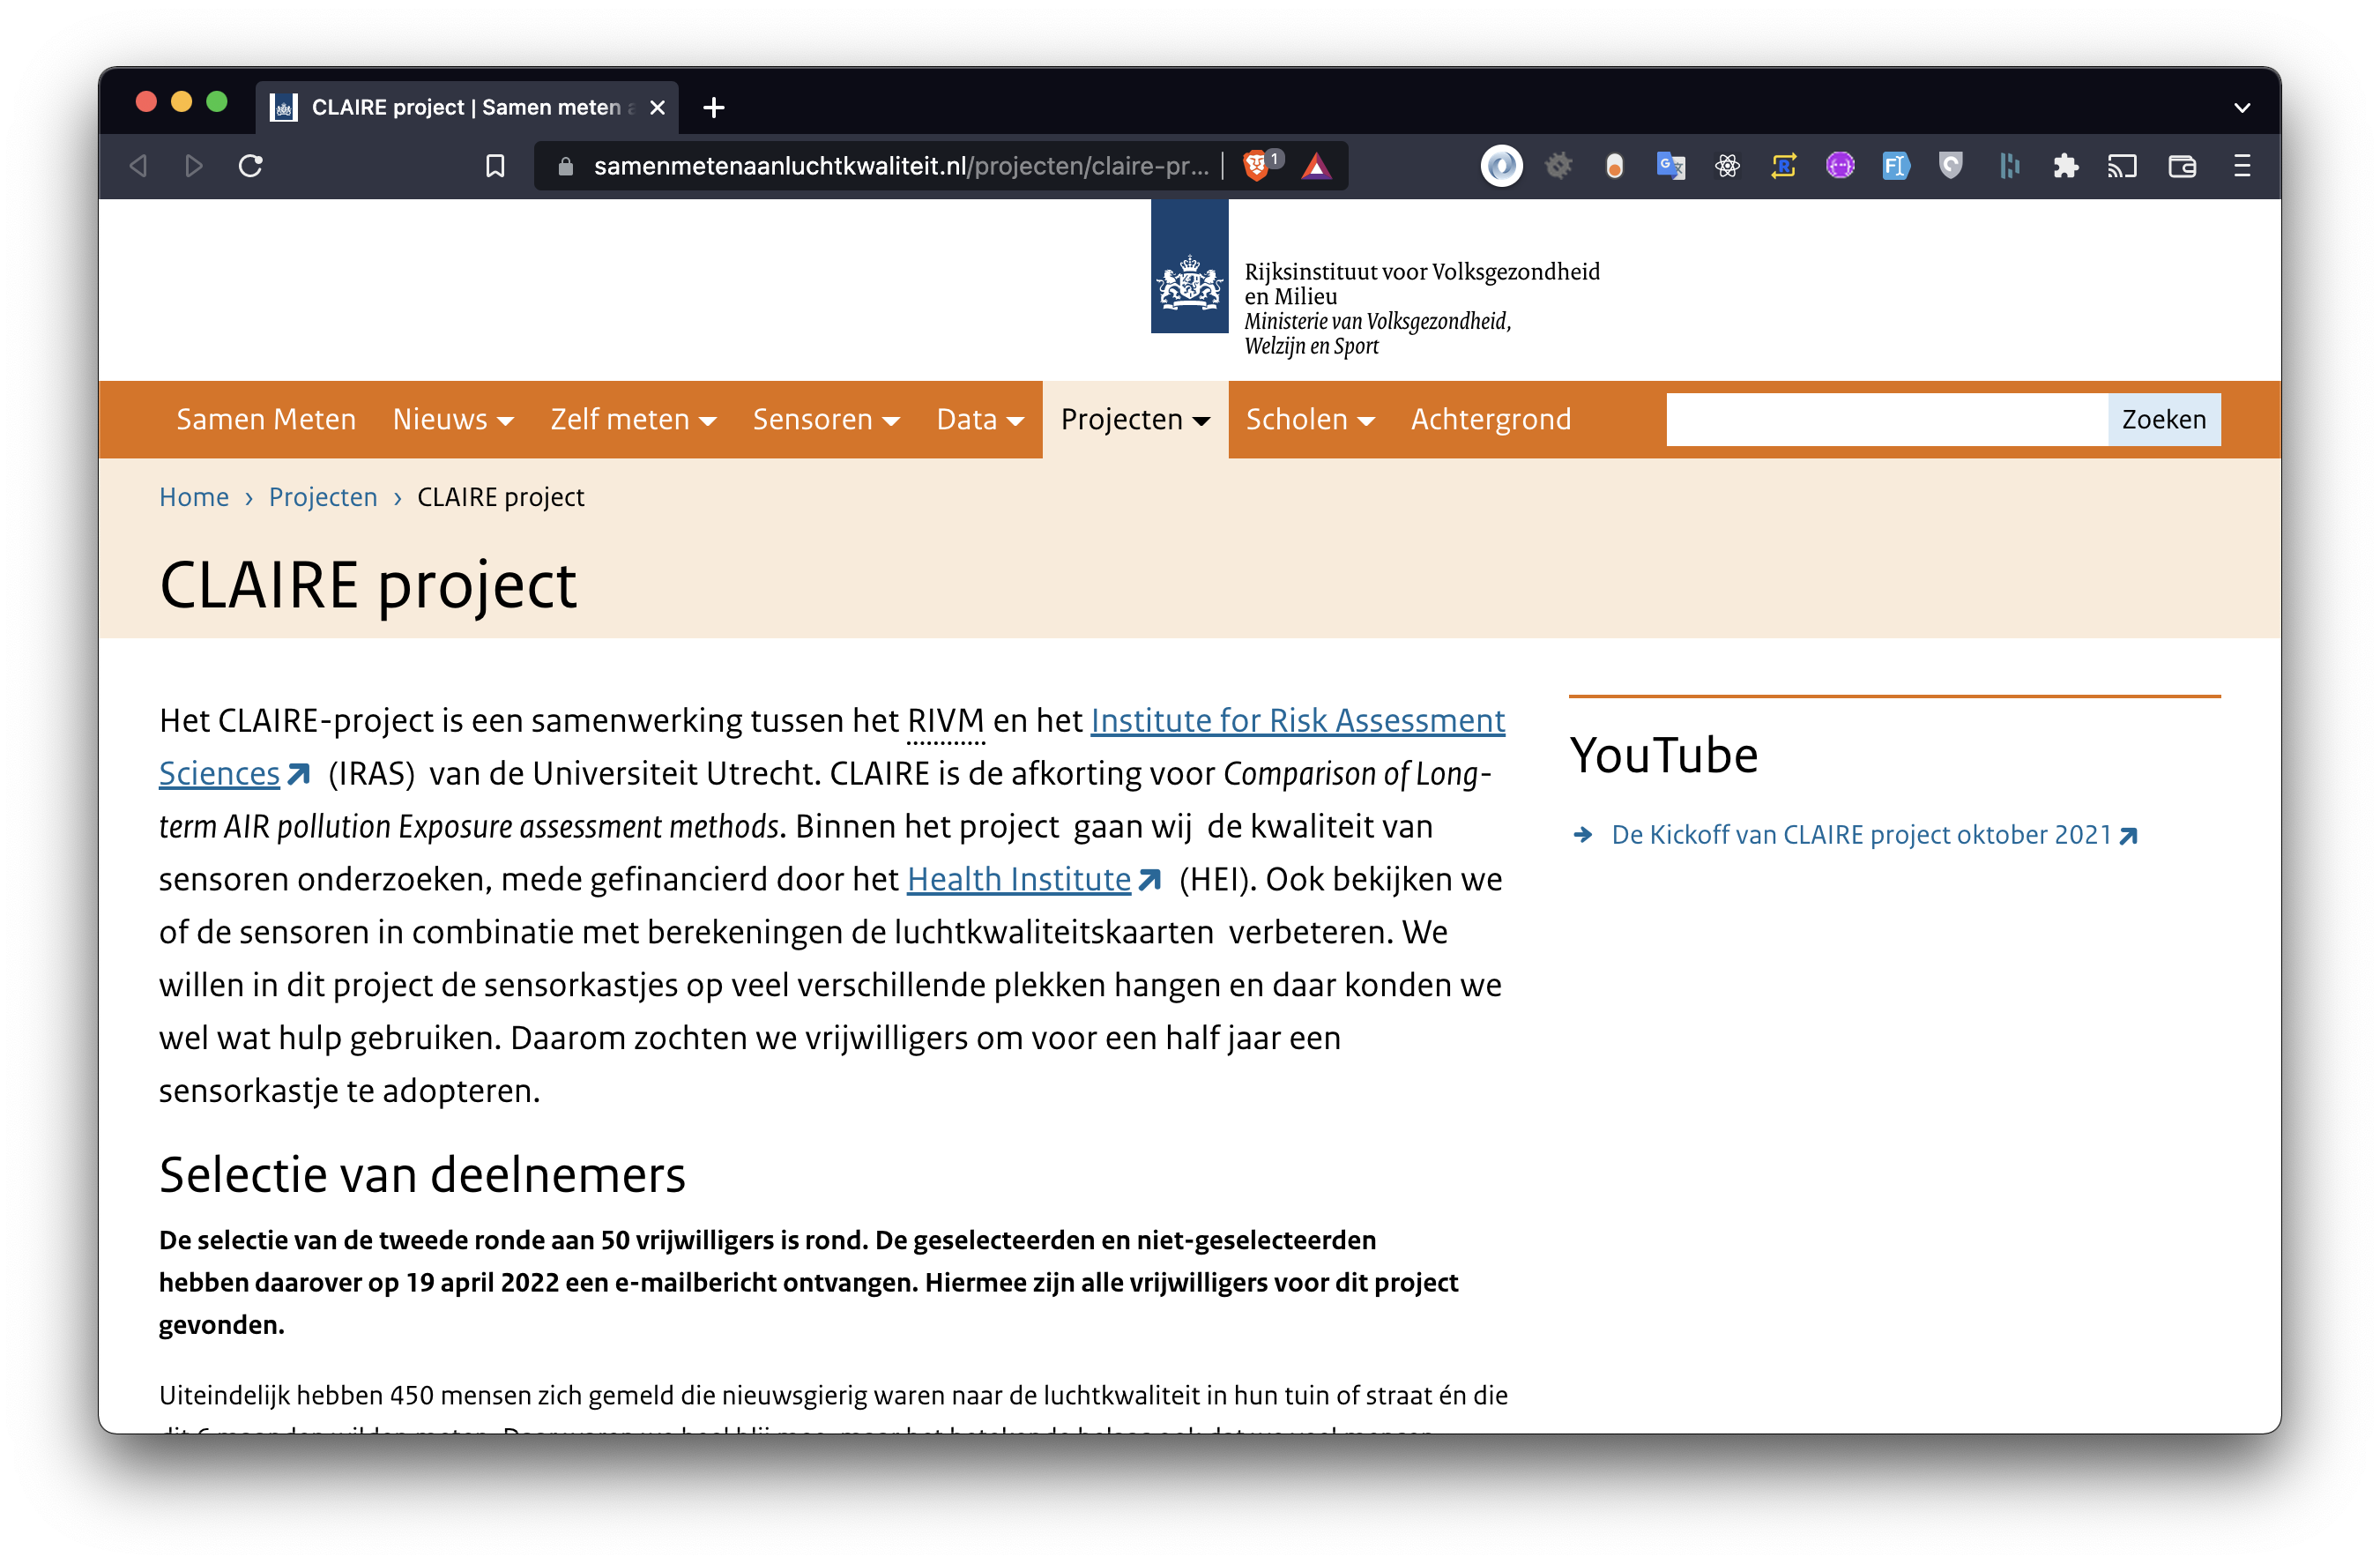 CLAIRE project | Samen meten
samenmetenaanluchtkwaliteit.nl/projecten/claire-pr...
1
Rijksinstituut voor Volksgezondheid
en Milieu
Ministerie van Volksgezondheid,
Welzijn en Sport
Samen Meten Nieuws Zelf meten Sensoren Data Projecten Scholen Achtergrond Zoeken
Home › Projecten › CLAIRE project
CLAIRE project
Het CLAIRE-project is een samenwerking tussen het RIVM en het Institute for Risk Assessment
Sciences (IRAS) van de Universiteit Utrecht. CLAIRE is de afkorting voor Comparison of Long-
term AIR pollution Exposure assessment methods. Binnen het project gaan wij de kwaliteit van
sensoren onderzoeken, mede gefinancierd door het Health Institute (HEI). Ook bekijken we
of de sensoren in combinatie met berekeningen de luchtkwaliteitskaarten verbeteren. We
willen in dit project de sensorkastjes op veel verschillende plekken hangen en daar konden we
wel wat hulp gebruiken. Daarom zochten we vrijwilligers om voor een half jaar een
sensorkastje te adopteren.
Selectie van deelnemers
De selectie van de tweede ronde aan 50 vrijwilligers is rond. De geselecteerden en niet-geselecteerden
hebben daarover op 19 april 2022 een e-mailbericht ontvangen. Hiermee zijn alle vrijwilligers voor dit project
gevonden.
Uiteindelijk hebben 450 mensen zich gemeld die nieuwsgierig waren naar de luchtkwaliteit in hun tuin of straat én die
YouTube
De Kickoff van CLAIRE project oktober 2021